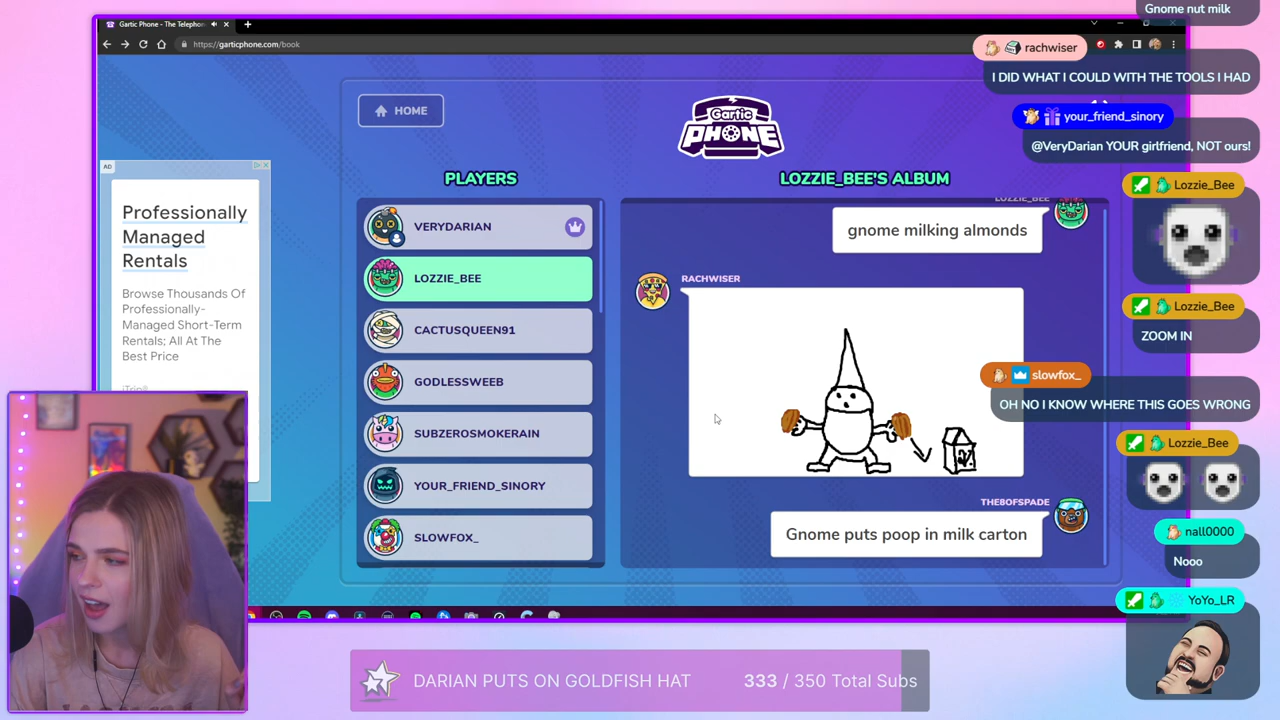 Gartic Phone - The Telephon
https://garticphone.com/book
HOME
Gartic
PHONE
AD
Professionally
Managed
Rentals
Browse Thousands Of
Professionally-
Managed Short-Term
Rentals; All At The
Best Price
iTrip®
PLAYERS
VERYDARIAN
LOZZIE_BEE
CACTUSQUEEN91
GODLESSWEEB
SUBZEROSMOKERAIN
YOUR_FRIEND_SINORY
SLOWFOX_
LOZZIE_BEE'S ALBUM
LOZZIE_BEE
gnome milking almonds
RACHWISER
THE8OFSPADE
Gnome puts poop in milk carton
Gnome nut milk
rachwiser
I DID WHAT I COULD WITH THE TOOLS I HAD
your_friend_sinory
@VeryDarian YOUR girlfriend, NOT ours!
Lozzie_Bee
Lozzie_Bee
ZOOM IN
slowfox_
OH NO I KNOW WHERE THIS GOES WRONG
Lozzie_Bee
nall0000
Nooo
YoYo_LR
DARIAN PUTS ON GOLDFISH HAT
333 / 350 Total Subs